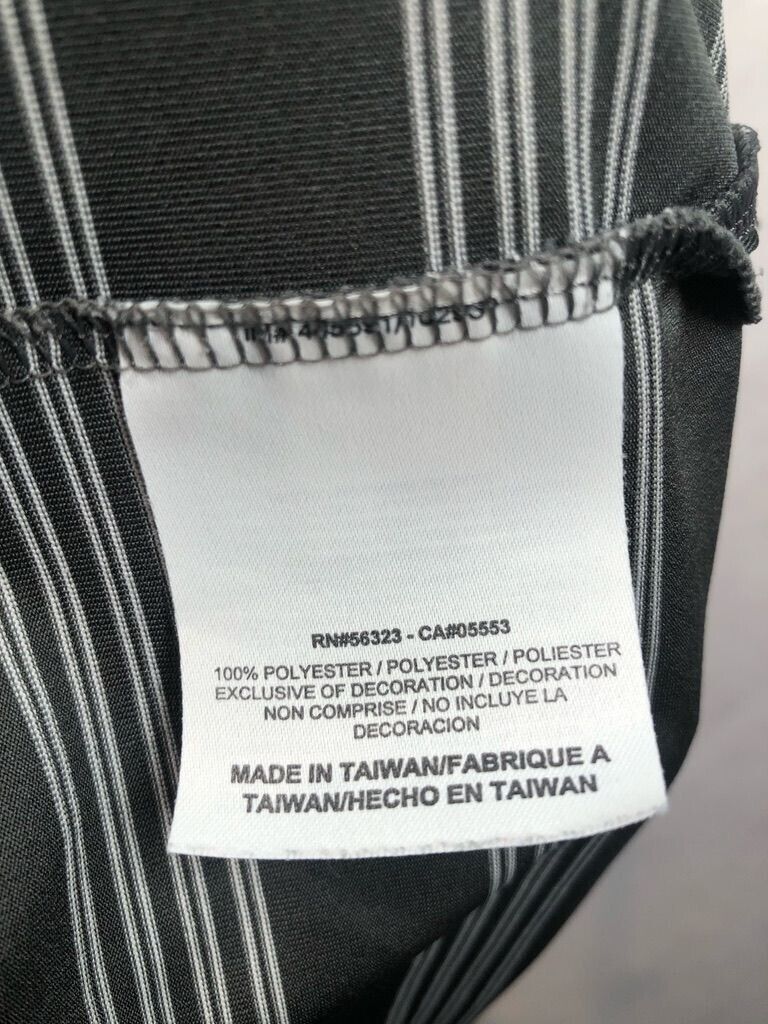 RN#56323 - CA#05553
100% POLYESTER / POLYESTER / POLIESTER
EXCLUSIVE OF DECORATION / DECORATION
NON COMPRISE / NO INCLUYE LA
DECORACION
MADE IN TAIWAN/FABRIQUE A
TAIWAN/HECHO EN TAIWAN